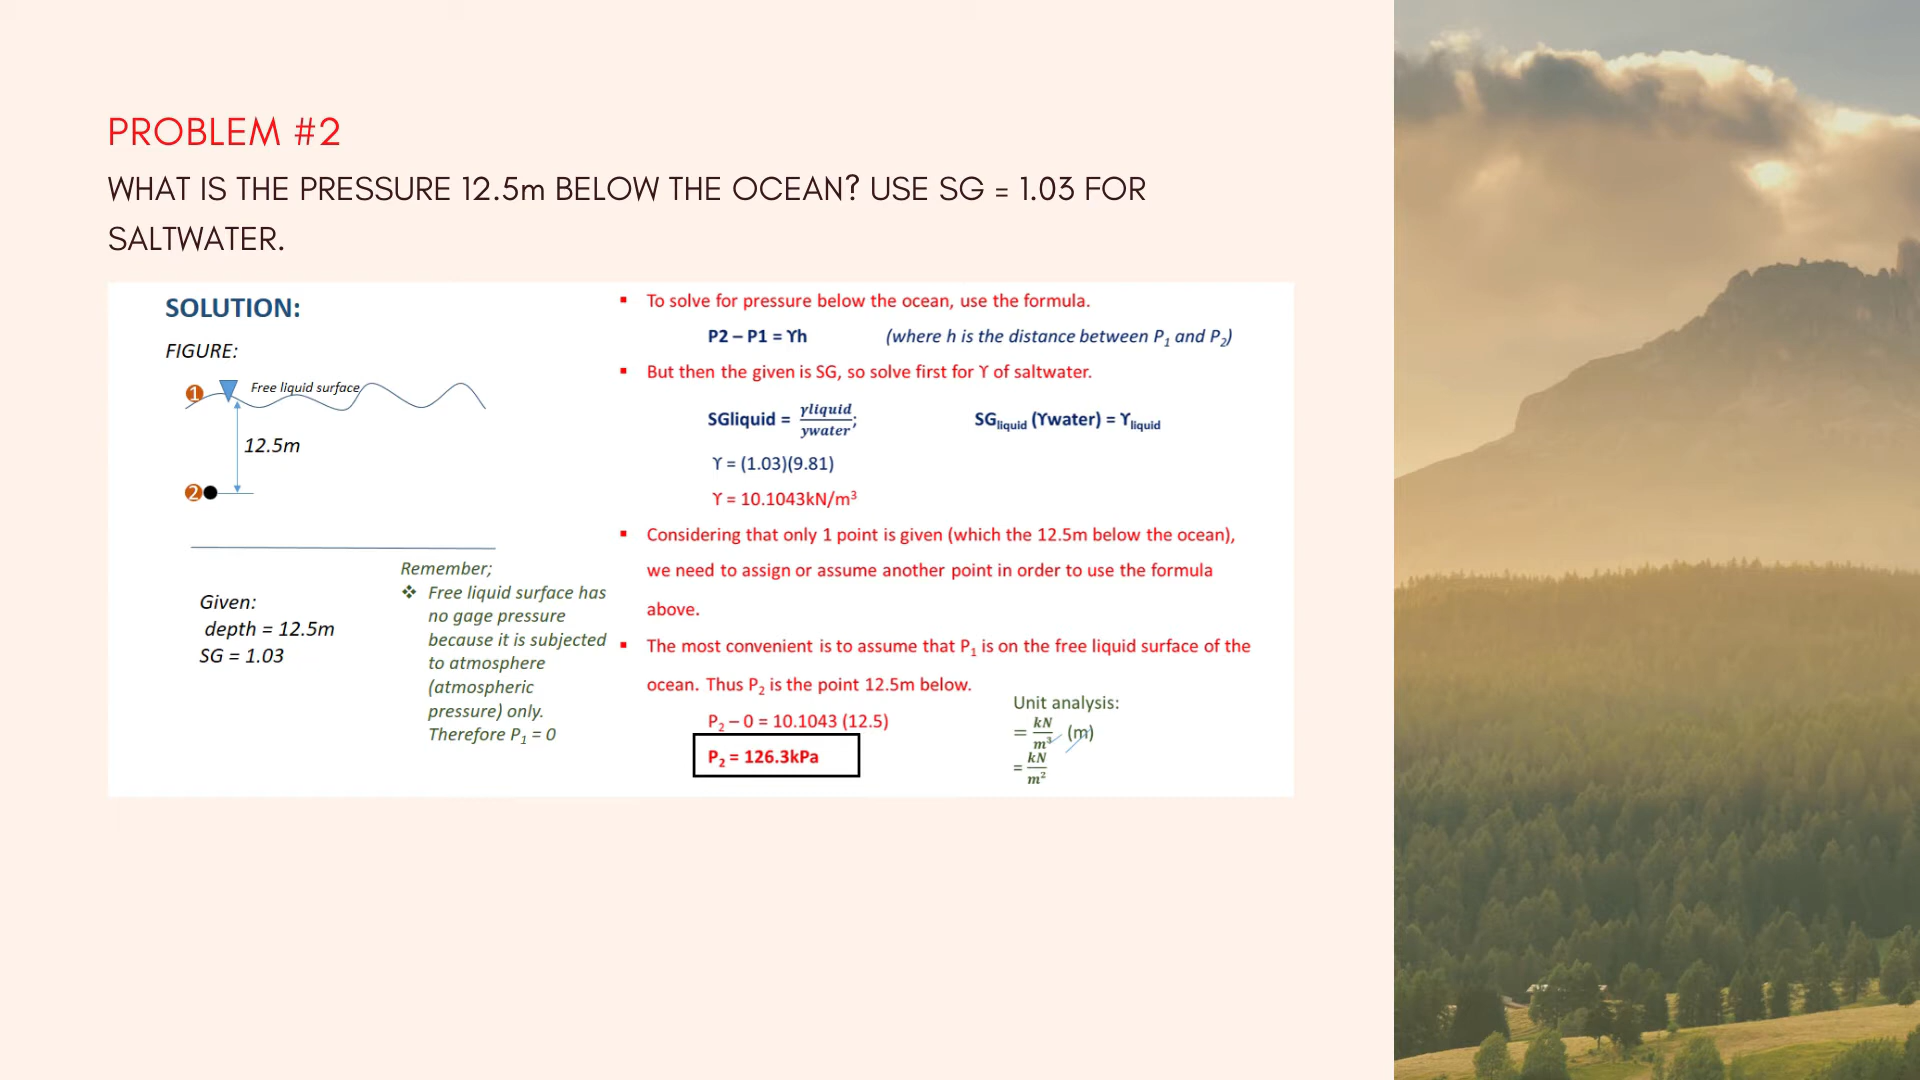 PROBLEM #2
WHAT IS THE PRESSURE 12.5m BELOW THE OCEAN? USE SG = 1.03 FOR
SALTWATER.
SOLUTION:
FIGURE:
1
Free liquid surface
12.5m
2
Given:
depth = 12.5m
SG = 1.03
Remember;
❖ Free liquid surface has
no gage pressure
because it is subjected
to atmosphere
(atmospheric
pressure) only.
Therefore P₁ = 0
▪ To solve for pressure below the ocean, use the formula.
P2 – P1 = ϒh (where h is the distance between P₁ and P₂)
▪ But then the given is SG, so solve first for ϒ of saltwater.
SGliquid = γliquid/γwater; SGliquid (ϒwater) = ϒliquid
ϒ = (1.03)(9.81)
ϒ = 10.1043kN/m³
▪ Considering that only 1 point is given (which the 12.5m below the ocean),
we need to assign or assume another point in order to use the formula
above.
▪ The most convenient is to assume that P₁ is on the free liquid surface of the
ocean. Thus P₂ is the point 12.5m below.
P₂ – 0 = 10.1043 (12.5)
P₂ = 126.3kPa
Unit analysis:
= kN/m³ (m)
= kN/m²